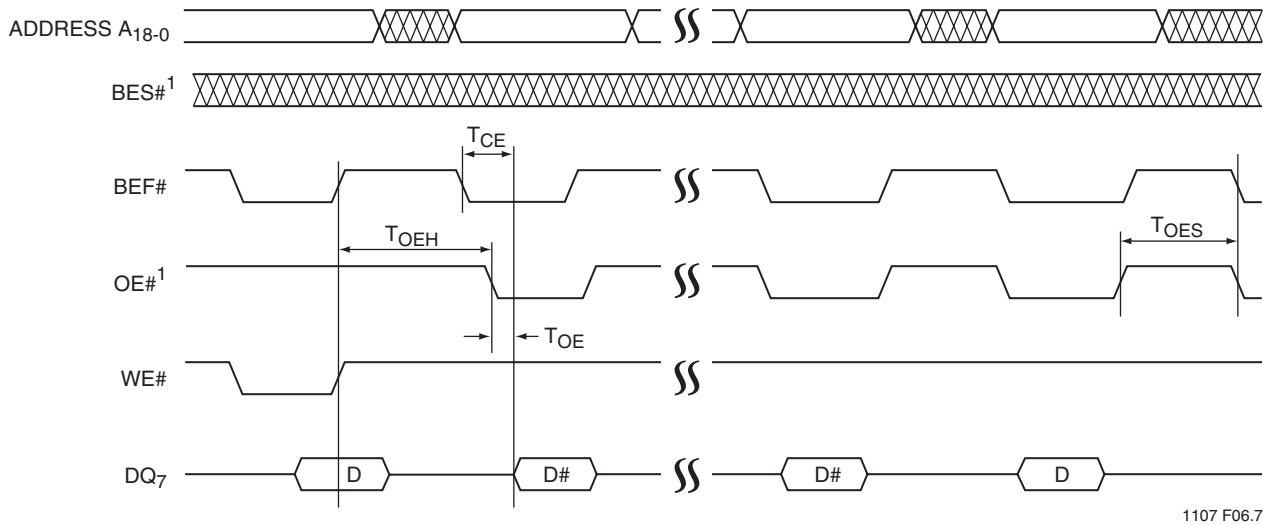 ADDRESS A18-0
BES#1
TCE
BEF#
TOEH
TOES
OE#1
TOE
WE#
DQ7
D
D#
D#
D
1107 F06.7